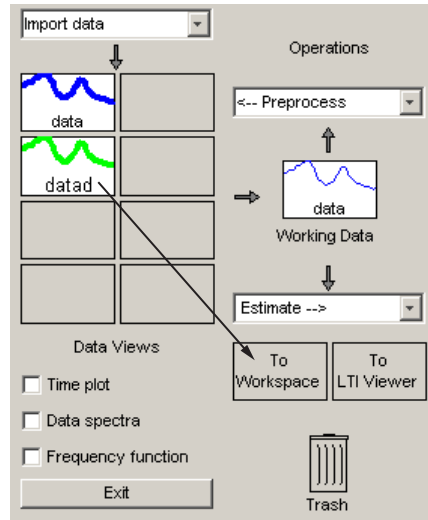 Import data
Operations
<-- Preprocess
data
datad
data
Working Data
Estimate -->
Data Views
To
Workspace
To
LTI Viewer
Time plot
Data spectra
Frequency function
Exit
Trash